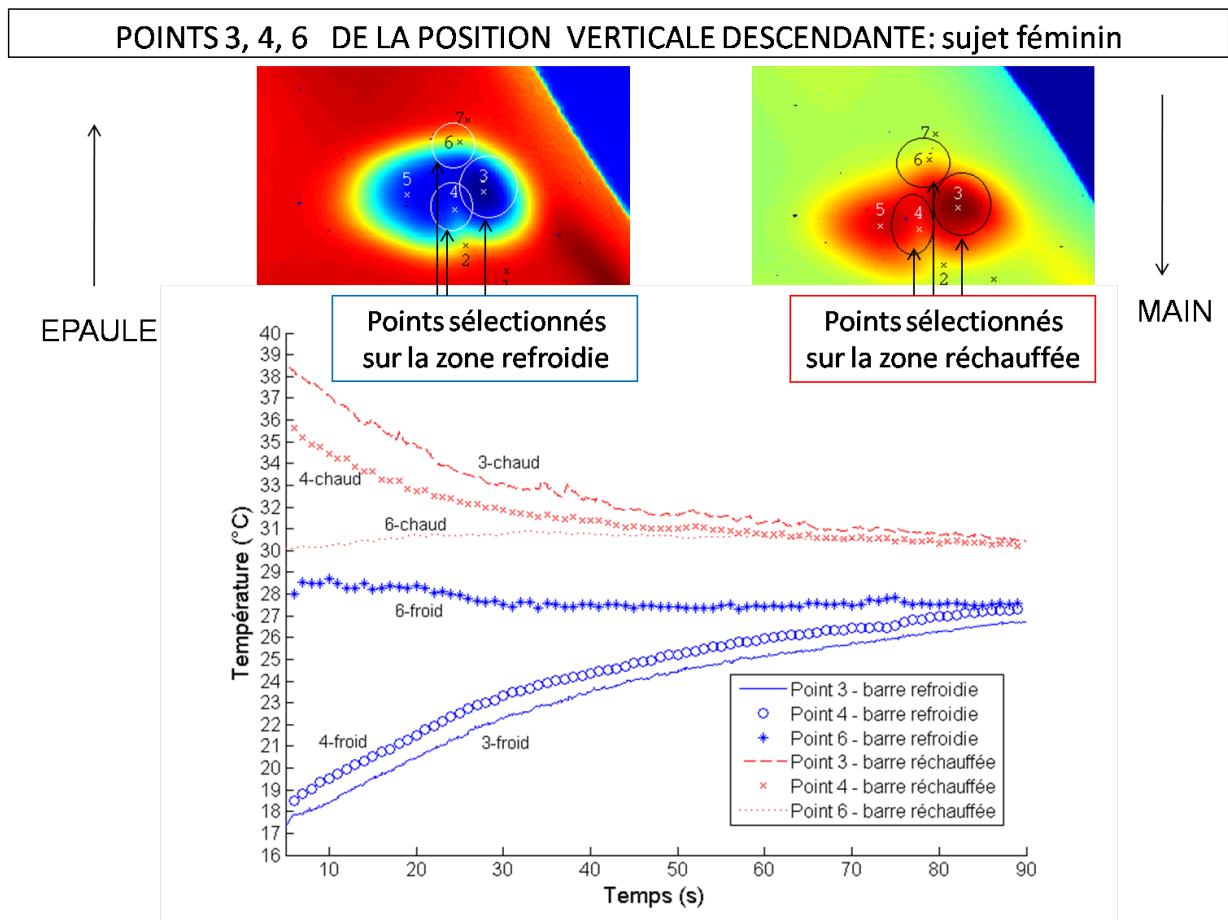 POINTS 3, 4, 6 DE LA POSITION VERTICALE DESCENDANTE: sujet féminin
7
6
5
4
3
2
1
7
6
5
4
3
2
EPAULE
MAIN
Points sélectionnés
sur la zone refroidie
Points sélectionnés
sur la zone réchauffée
Température (°C)
40
39
38
37
36
35
34
33
32
31
30
29
28
27
26
25
24
23
22
21
20
19
18
17
16
3-chaud
4-chaud
6-chaud
6-froid
4-froid
3-froid
Point 3 - barre refroidie
Point 4 - barre refroidie
Point 6 - barre refroidie
Point 3 - barre réchauffée
Point 4 - barre réchauffée
Point 6 - barre réchauffée
10 20 30 40 50 60 70 80 90
Temps (s)